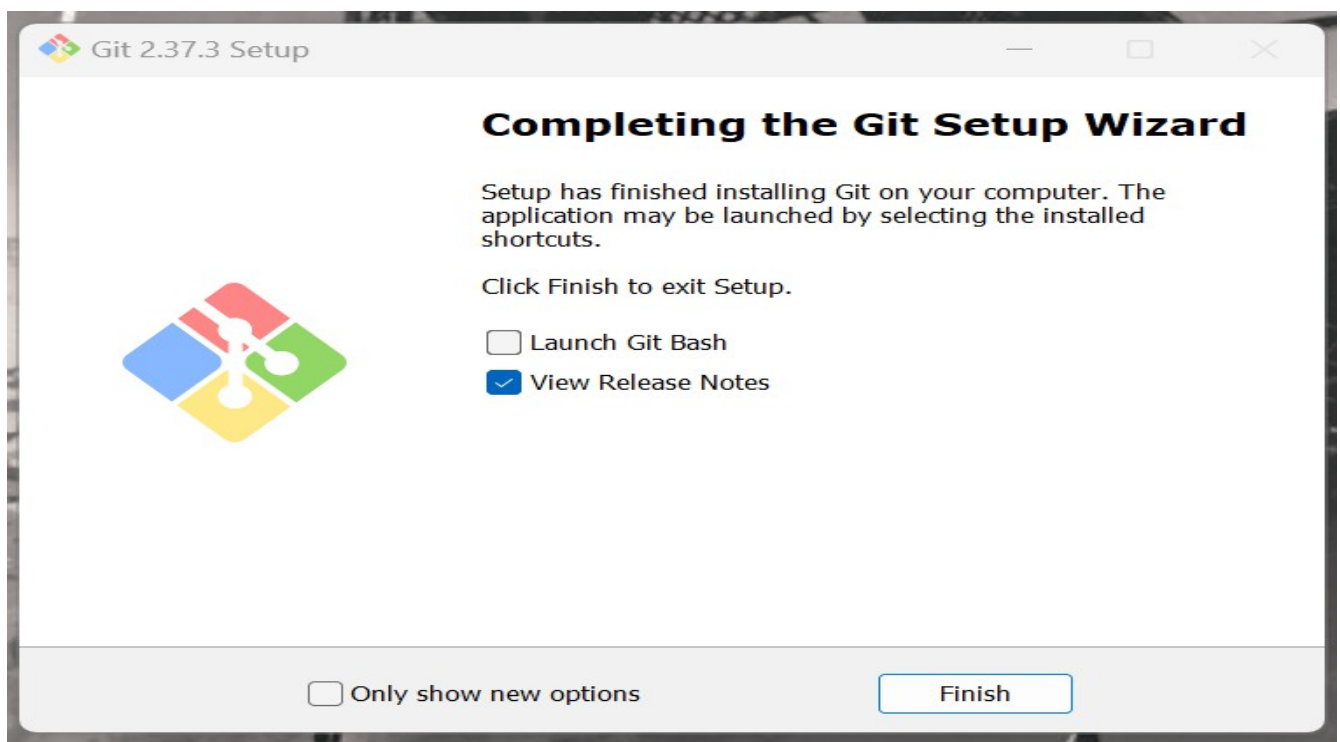 Git 2.37.3 Setup
Completing the Git Setup Wizard
Setup has finished installing Git on your computer. The
application may be launched by selecting the installed
shortcuts.
Click Finish to exit Setup.
Launch Git Bash
View Release Notes
Only show new options
Finish